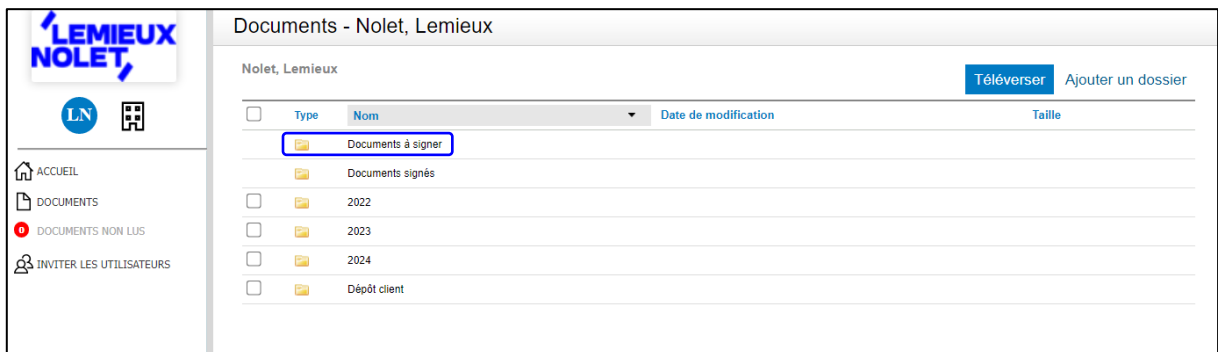 LEMIEUX
NOLET,
LN
ACCUEIL
DOCUMENTS
0 DOCUMENTS NON LUS
INVITER LES UTILISATEURS
Documents - Nolet, Lemieux
Nolet, Lemieux
Téléverser Ajouter un dossier
Type Nom Date de modification Taille
Documents à signer
Documents signés
2022
2023
2024
Dépôt client